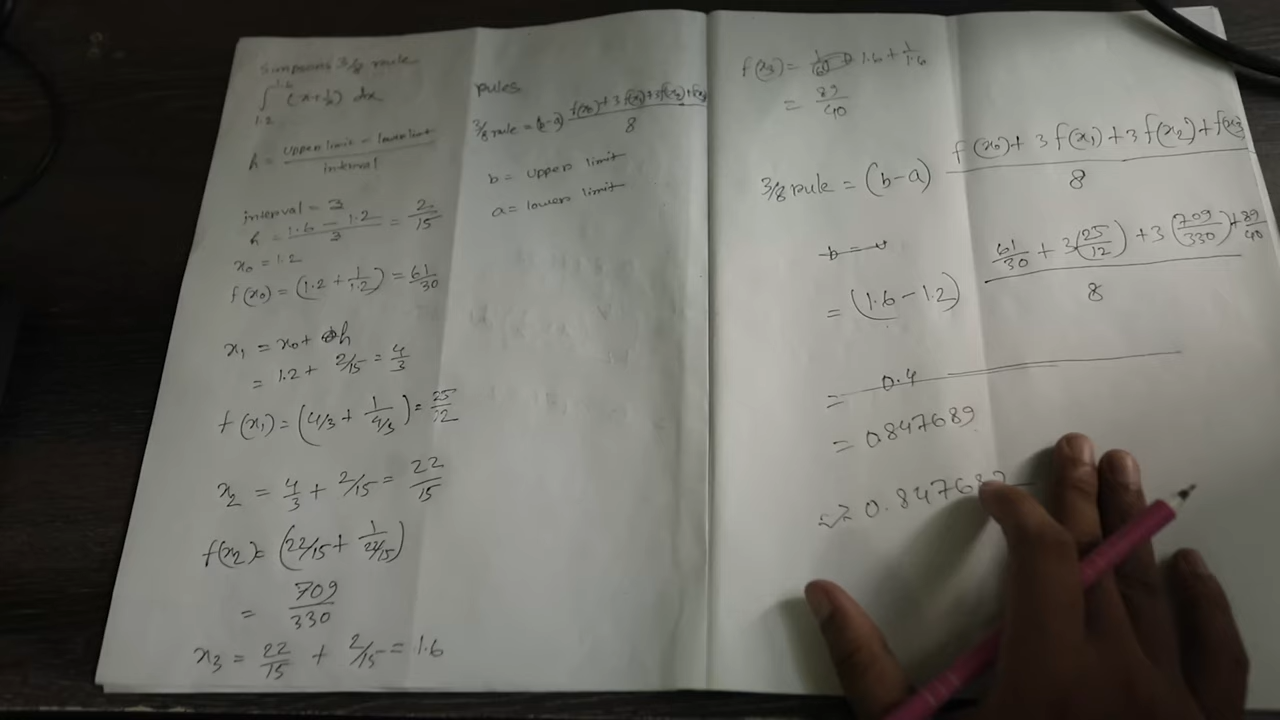 Simpsons 3/8 rule
∫_{1.2}^{1.6} (x+1/x) dx
h = (upper limit - lower limit)/interval
interval = 3
h = (1.6 - 1.2)/3 = 2/15
x₀ = 1.2
f(x₀) = (1.2 + 1/1.2) = 61/30
x₁ = x₀ + h
= 1.2 + 2/15 = 4/3
f(x₁) = (4/3 + 1/(4/3)) = 25/12
x₂ = 4/3 + 2/15 = 22/15
f(x₂) = (22/15 + 1/(22/15))
= 709/330
x₃ = 22/15 + 2/15 = 1.6
rules
3/8 rule = (b-a) (f(x₀) + 3f(x₁) + 3f(x₂) + f(x₃))/8
b = upper limit
a = lower limit
f(x₃) = 1.6 + 1/1.6
= 89/40
3/8 rule = (b-a) (f(x₀) + 3f(x₁) + 3f(x₂) + f(x₃))/8
= (1.6 - 1.2) (61/30 + 3(25/12) + 3(709/330) + 89/40)/8
= 0.4
= 0.847689
≈ 0.8476